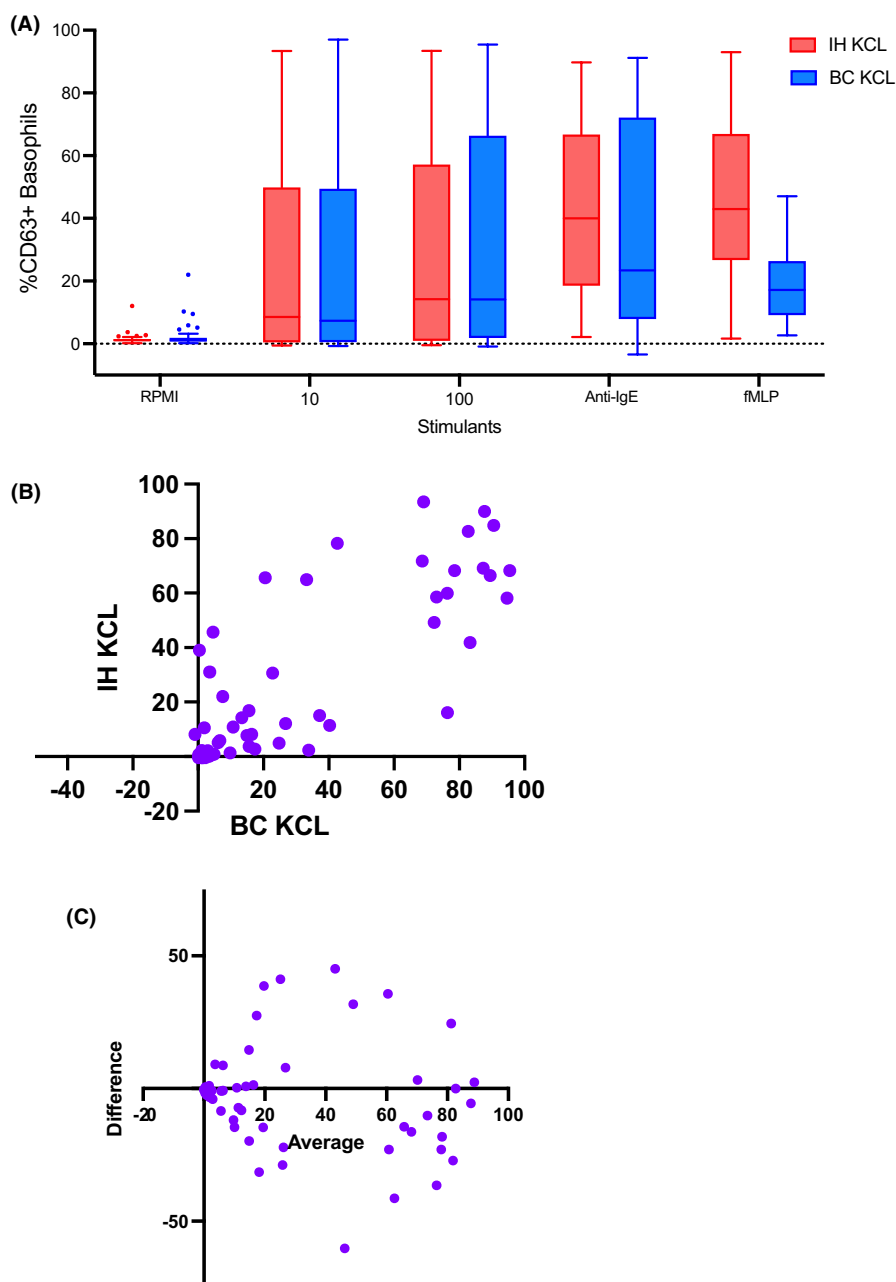 (A)
100
80
60
40
20
0
%CD63+ Basophils
IH KCL
BC KCL
RPMI 10 100 Anti-IgE fMLP
Stimulants
(B)
100
80
60
40
20
-20
IH KCL
-40 -20 20 40 60 80 100
BC KCL
(C)
50
-50
Difference
-20 0 20 40 60 80 100
Average